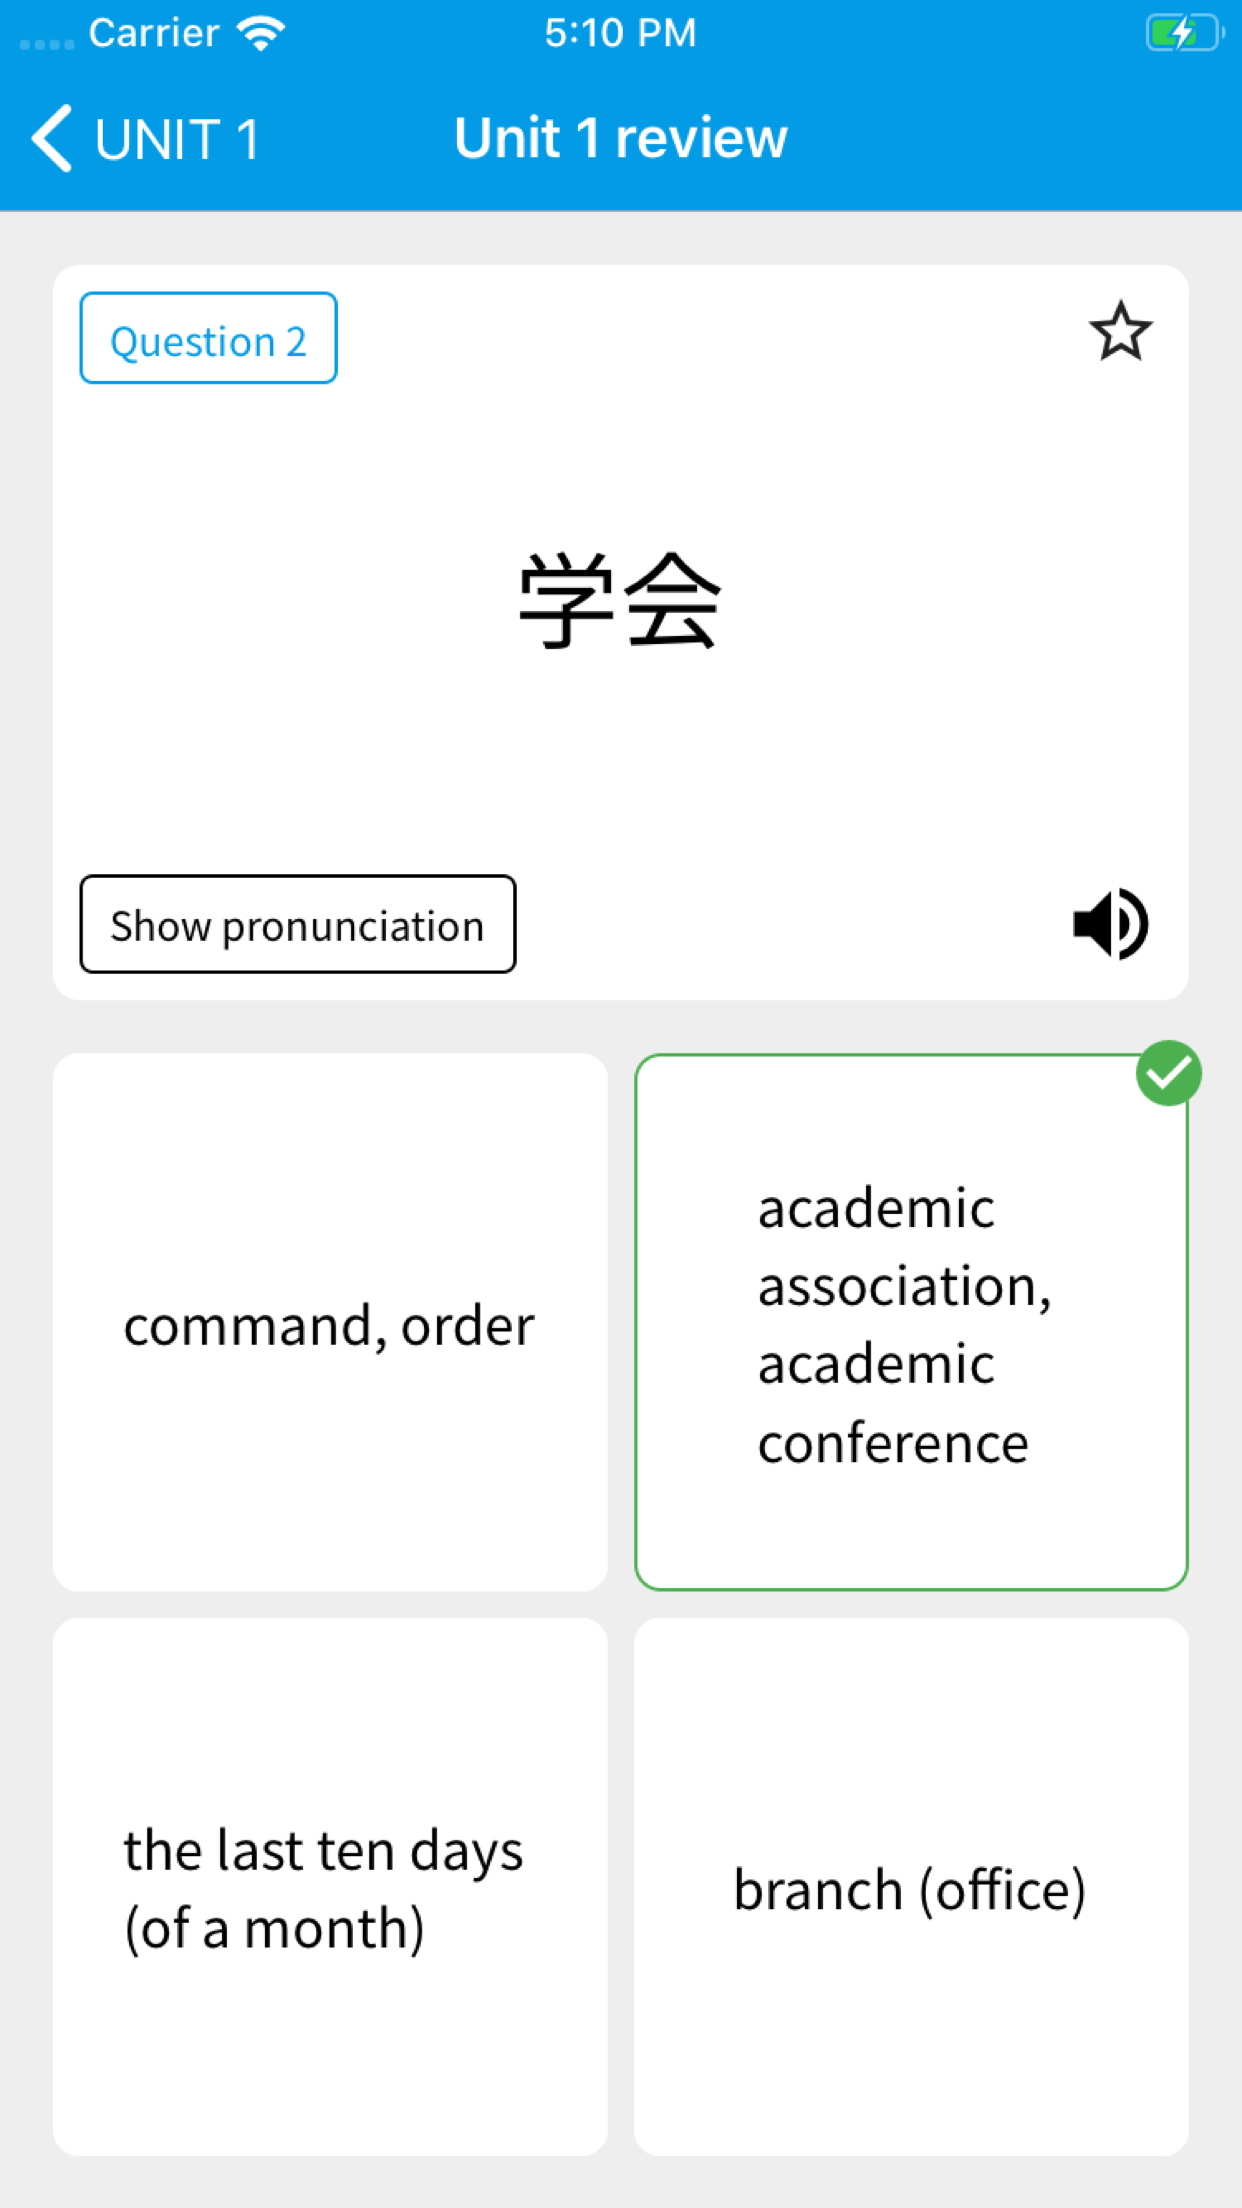 Carrier
5:10 PM
UNIT 1
Unit 1 review
Question 2
学会
Show pronunciation
command, order
academic
association,
academic
conference
the last ten days
(of a month)
branch (office)